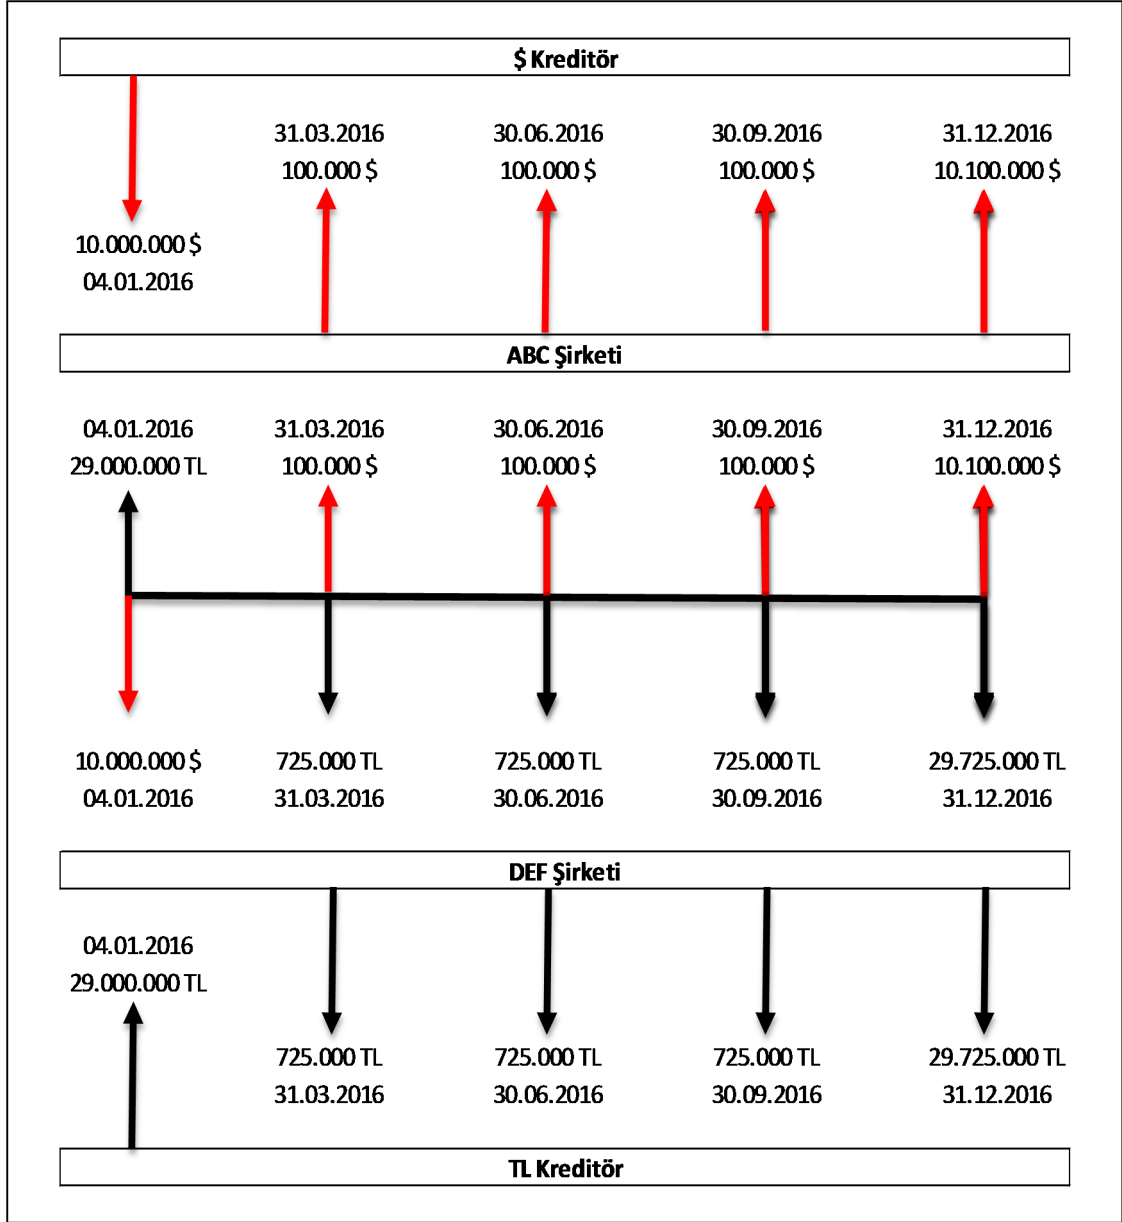 $ Kreditör
31.03.2016 30.06.2016 30.09.2016 31.12.2016
100.000 $ 100.000 $ 100.000 $ 10.100.000 $
10.000.000 $
04.01.2016
ABC Şirketi
04.01.2016 31.03.2016 30.06.2016 30.09.2016 31.12.2016
29.000.000 TL 100.000 $ 100.000 $ 100.000 $ 10.100.000 $
10.000.000 $ 725.000 TL 725.000 TL 725.000 TL 29.725.000 TL
04.01.2016 31.03.2016 30.06.2016 30.09.2016 31.12.2016
DEF Şirketi
04.01.2016
29.000.000 TL
725.000 TL 725.000 TL 725.000 TL 29.725.000 TL
31.03.2016 30.06.2016 30.09.2016 31.12.2016
TL Kreditör